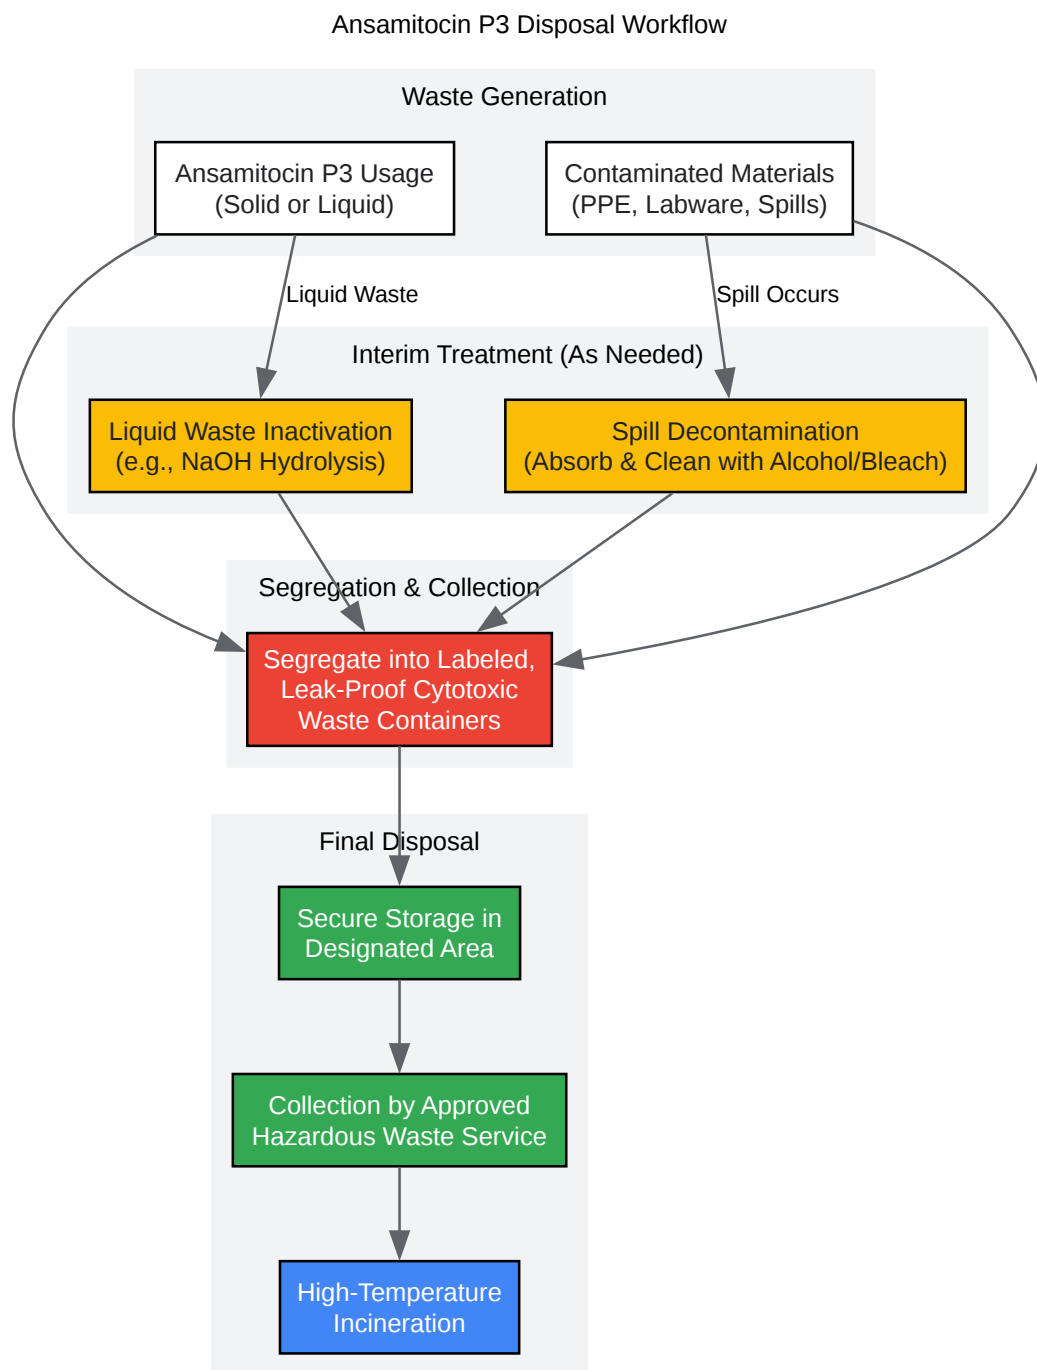 Ansamitocin P3 Disposal Workflow
Waste Generation
Ansamitocin P3 Usage
(Solid or Liquid)
Contaminated Materials
(PPE, Labware, Spills)
Liquid Waste
Spill Occurs
Interim Treatment (As Needed)
Liquid Waste Inactivation
(e.g., NaOH Hydrolysis)
Spill Decontamination
(Absorb & Clean with Alcohol/Bleach)
Segregation & Collection
Segregate into Labeled,
Leak-Proof Cytotoxic
Waste Containers
Final Disposal
Secure Storage in
Designated Area
Collection by Approved
Hazardous Waste Service
High-Temperature
Incineration